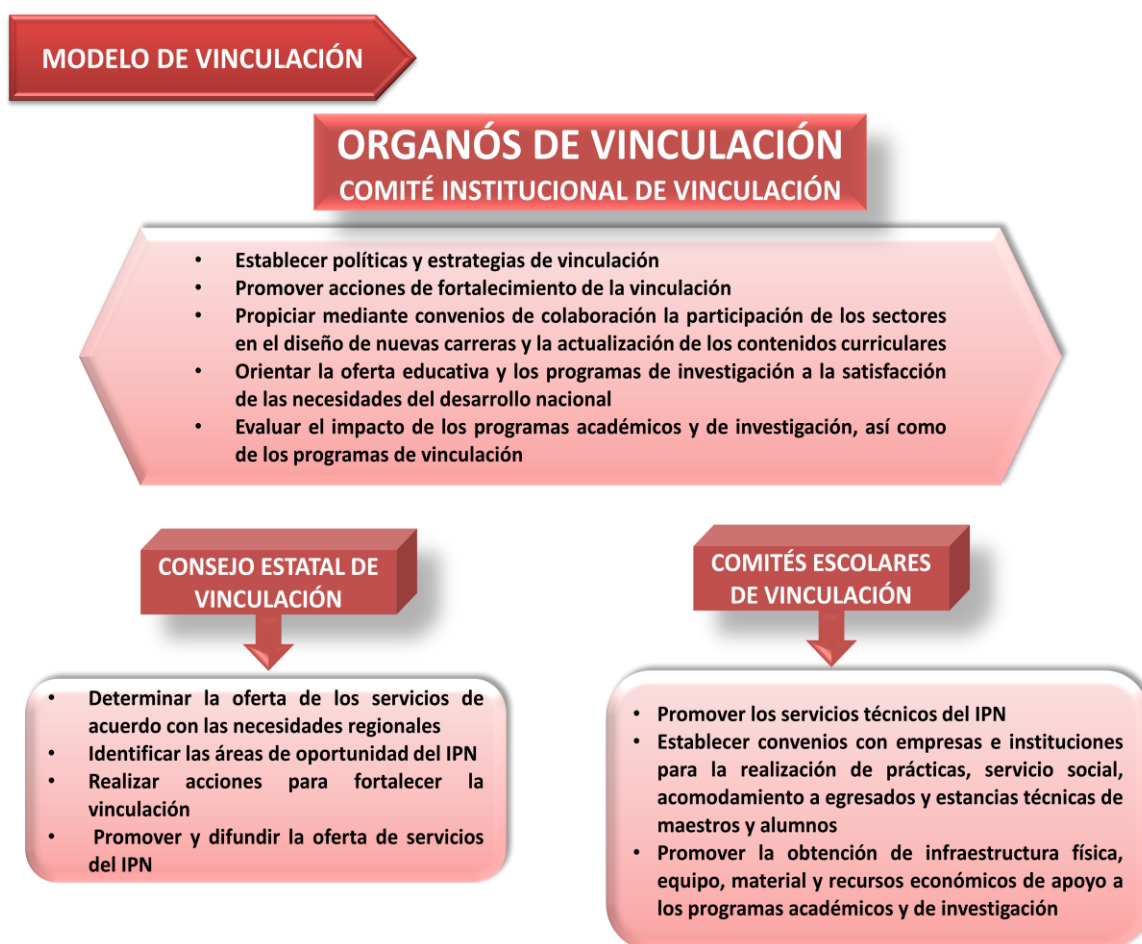 MODELO DE VINCULACIÓN
ORGANÓS DE VINCULACIÓN
COMITÉ INSTITUCIONAL DE VINCULACIÓN
• Establecer políticas y estrategias de vinculación
• Promover acciones de fortalecimiento de la vinculación
• Propiciar mediante convenios de colaboración la participación de los sectores
en el diseño de nuevas carreras y la actualización de los contenidos curriculares
• Orientar la oferta educativa y los programas de investigación a la satisfacción
de las necesidades del desarrollo nacional
• Evaluar el impacto de los programas académicos y de investigación, así como
de los programas de vinculación
CONSEJO ESTATAL DE
VINCULACIÓN
• Determinar la oferta de los servicios de
acuerdo con las necesidades regionales
• Identificar las áreas de oportunidad del IPN
• Realizar acciones para fortalecer la
vinculación
• Promover y difundir la oferta de servicios
del IPN
COMITÉS ESCOLARES
DE VINCULACIÓN
• Promover los servicios técnicos del IPN
• Establecer convenios con empresas e instituciones
para la realización de prácticas, servicio social,
acomodamiento a egresados y estancias técnicas de
maestros y alumnos
• Promover la obtención de infraestructura física,
equipo, material y recursos económicos de apoyo a
los programas académicos y de investigación